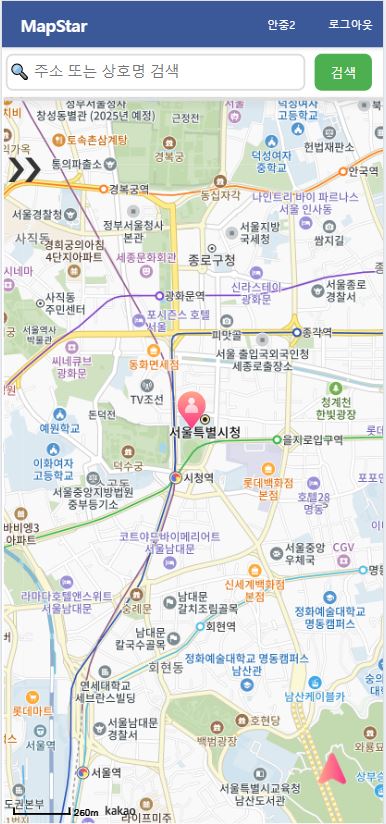 MapStar
안중2
로그아웃
주소 또는 상호명 검색
검색
서울정부서울청사
창성동별관 (2025년 예정)
근정전
덕성여자
고등학교
헌법재판소
토속촌삼계탕
경복궁
덕성여자
중학교
통의파출소
안국역
경복궁역
동십자각
나인트리 바이 파르나스
서울 인사동
서울경찰청
정부서울청사
본관
서울지방
국세청
쌈지길
사직동
경희궁의아침
4단지아파트
세종문화회관
종로구청
시네마
신라스테이
광화문
서울종로
경찰서
사직동
주민센터
광화문역
포시즌스 호텔
서울
서울역사
박물관
피맛골
종각역
씨네큐브
광화문
동화면세점
서울 출입국외국인청
세종로출장소
TV조선
청계천
한빛광장
돈덕전
예원학교
서울특별시청
을지로입구역
이화여자
고등학교
덕수궁
시청역
롯데백화점
본점
서울중앙지방법원
중부등기소
호텔28
명동
바비엥3
아파트
코트야드바이메리어트
서울남대문
서울중앙
우체국
CGV
신세계백화점
본점
라마다호텔앤스위트
서울남대문
숭례문
남대문
갈치조림골목
정화예술대학교
명동캠퍼스
회현역
남대문
칼국수골목
회현동
정화예술대학교 명동캠퍼스
남산관
연세대학교
세브란스빌딩
남산케이블카
롯데마트
서울남대문
경찰서
호현당
서울역
백범광장
와룡묘
서울역
서울특별시교육청
남산도서관
260m
kakao
라이프미주